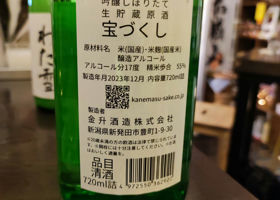 吟醸しぼりたて
生貯蔵原酒
宝づくし
原材料名 米(国産)・米麹(国産米)
醸造アルコール
アルコール分17度 精米歩合 55%
製造年月2023年12月 内容量720ml詰
kanemasu-sake.co.jp
金升酒造株式会社
新潟県新発田市豊町1-9-30
品目
清酒
720ml詰